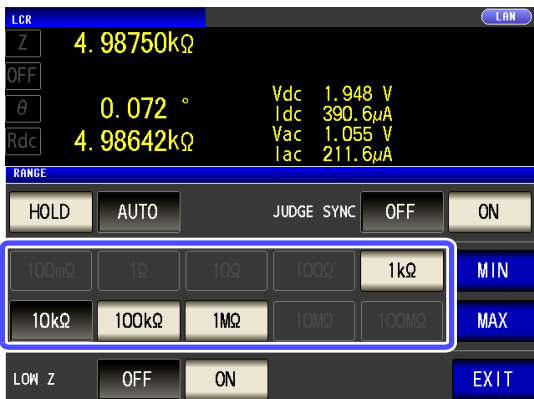 LCR LAN
Z 4.98750kΩ
OFF
Vdc 1.948 V
θ 0.072 ° Idc 390.6μA
Vac 1.055 V
Rdc 4.98642kΩ Iac 211.6μA
RANGE
HOLD AUTO JUDGE SYNC OFF ON
100mΩ 1Ω 10Ω 100Ω 1kΩ MIN
10kΩ 100kΩ 1MΩ 10MΩ 100MΩ MAX
LOW Z OFF ON EXIT